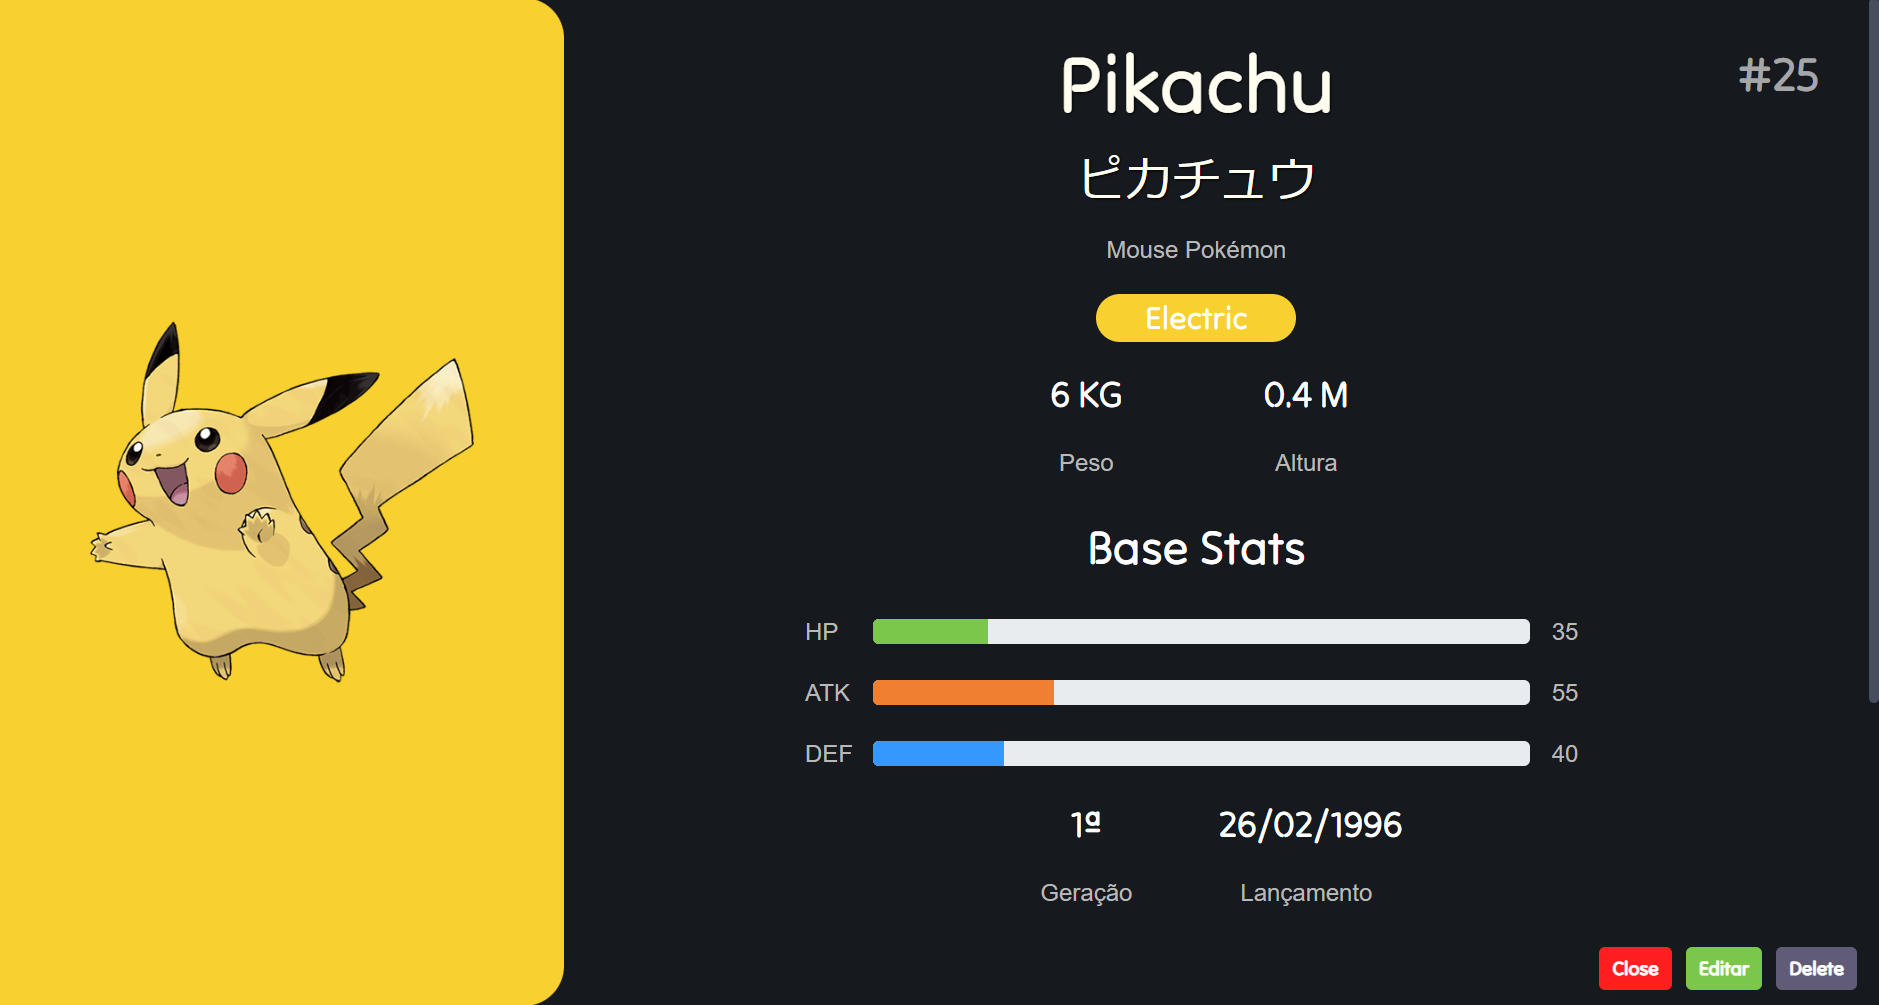 Pikachu
#25
ピカチュウ
Mouse Pokémon
Electric
6 KG
0.4 M
Peso
Altura
Base Stats
HP 35
ATK 55
DEF 40
1ª
26/02/1996
Geração
Lançamento
Close
Editar
Delete